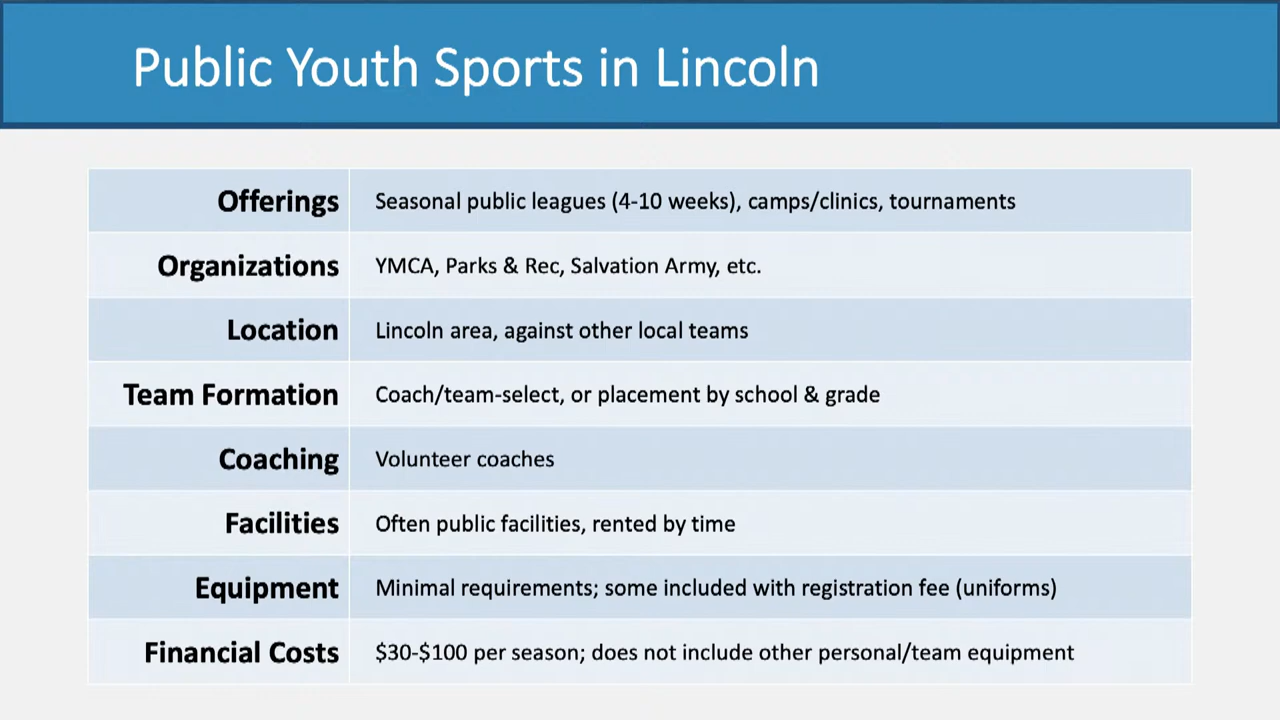 Public Youth Sports in Lincoln
Offerings Seasonal public leagues (4-10 weeks), camps/clinics, tournaments
Organizations YMCA, Parks & Rec, Salvation Army, etc.
Location Lincoln area, against other local teams
Team Formation Coach/team-select, or placement by school & grade
Coaching Volunteer coaches
Facilities Often public facilities, rented by time
Equipment Minimal requirements; some included with registration fee (uniforms)
Financial Costs $30-$100 per season; does not include other personal/team equipment